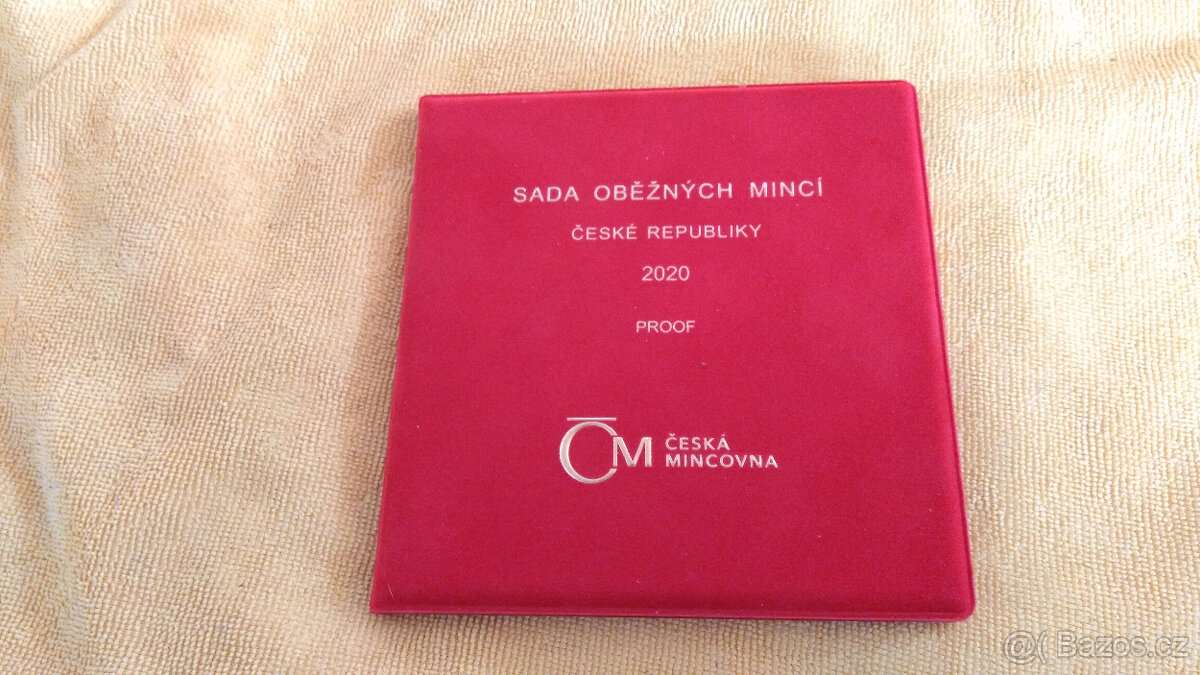 SADA OBĚŽNÝCH MINCÍ
ČESKÉ REPUBLIKY
2020
PROOF
ČM ČESKÁ
MINCOVNA
@( Bazos.cz